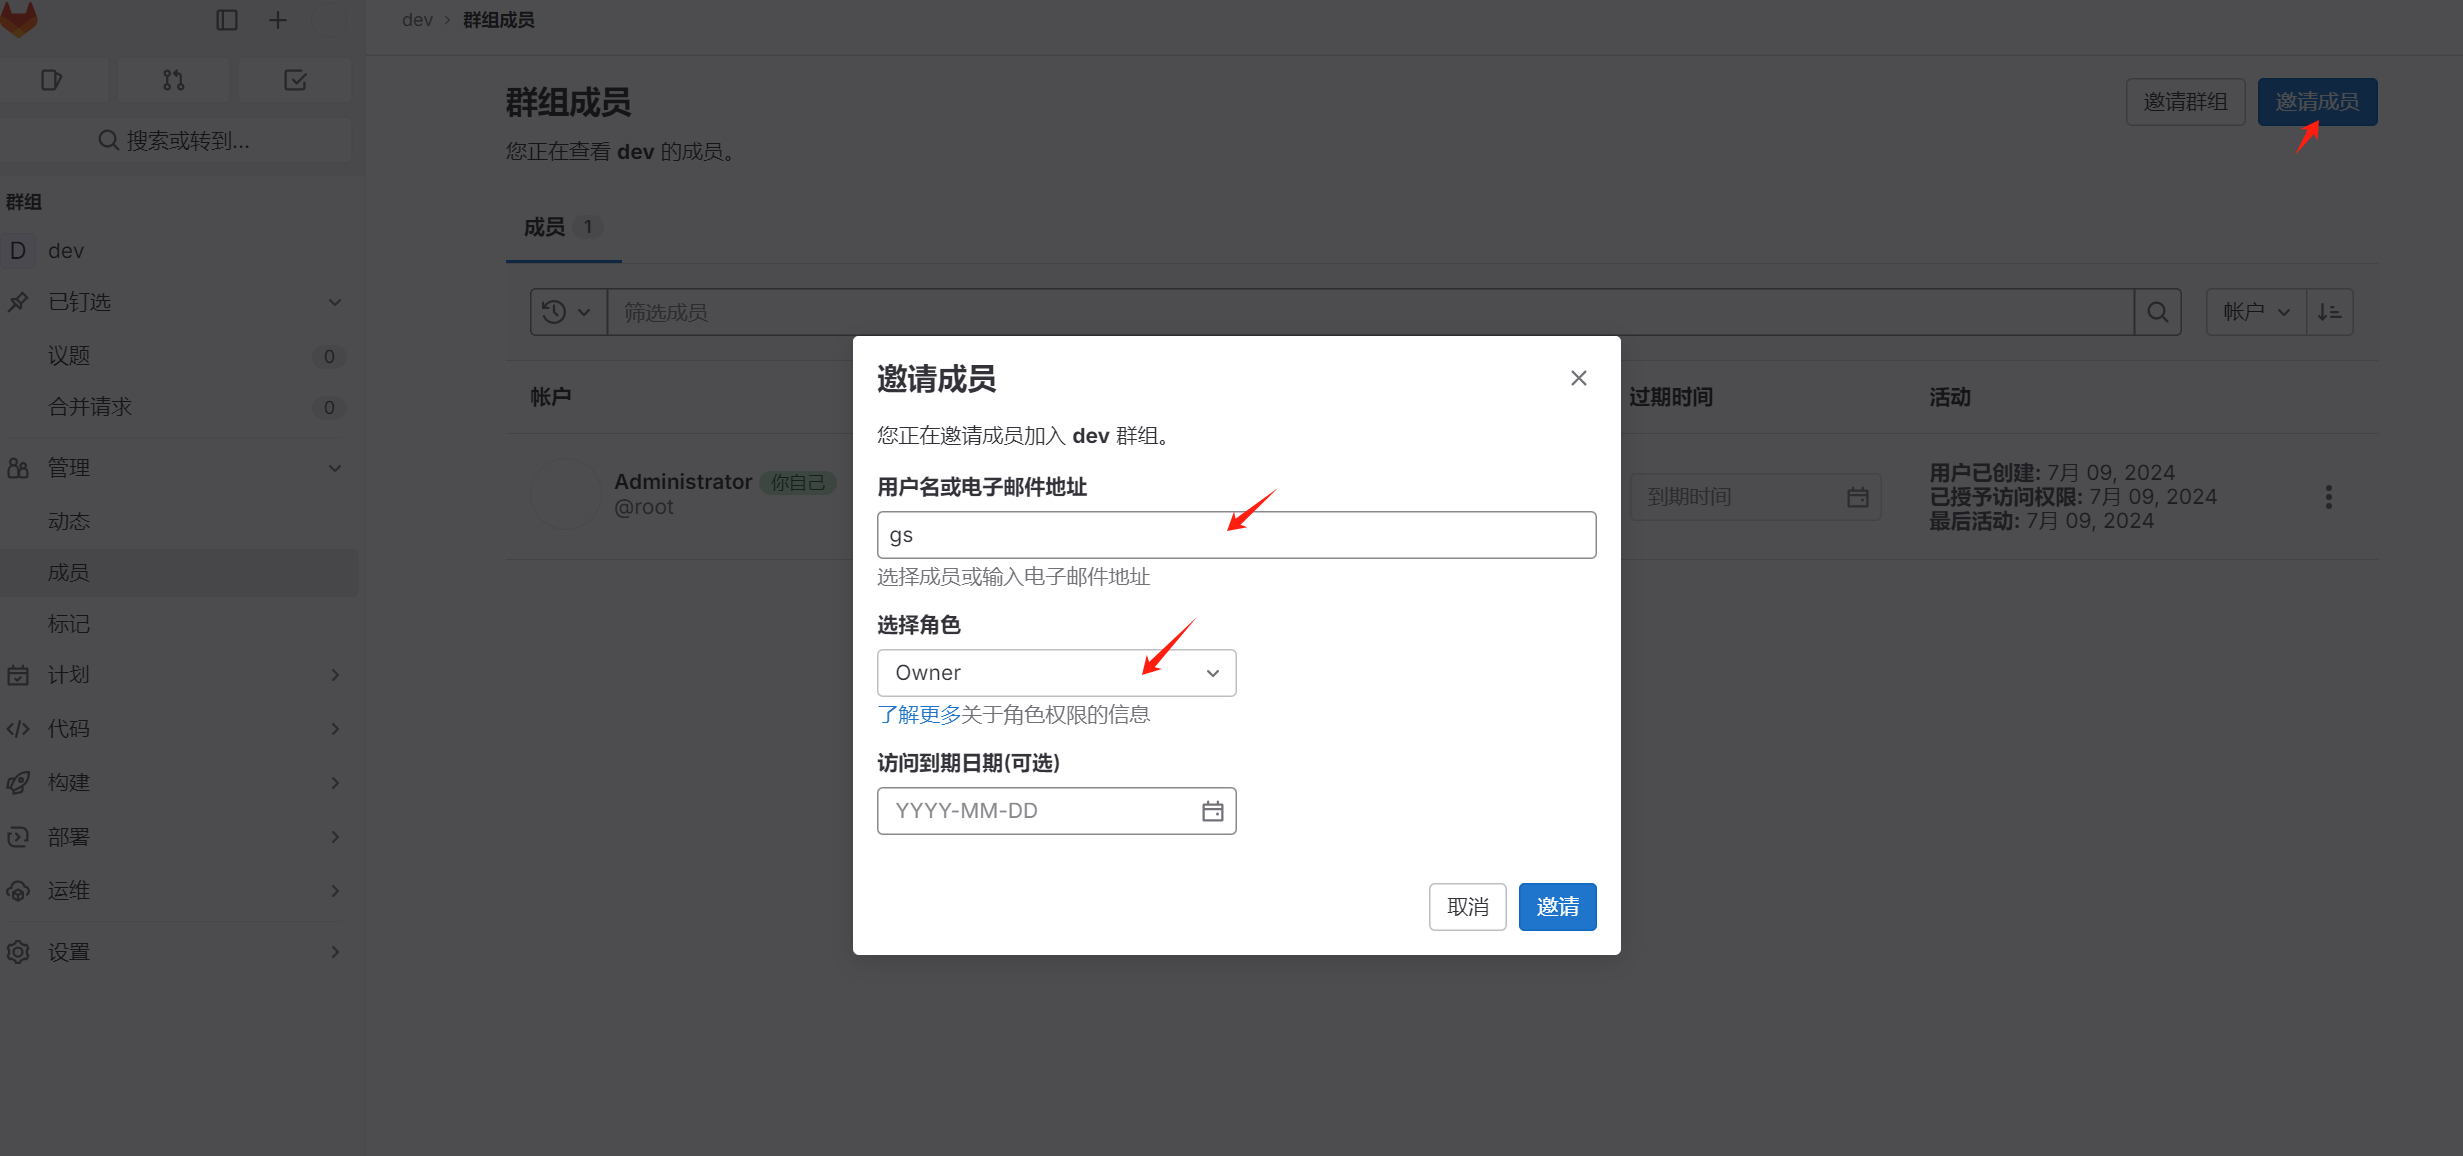 dev › 群组成员
搜索或转到...
群组
D dev
已钉选
议题 0
合并请求 0
管理
动态
成员
标记
计划
代码
构建
部署
运维
设置
群组成员
您正在查看 dev 的成员。
邀请群组 邀请成员
成员 1
筛选成员
帐户
帐户
过期时间
活动
Administrator 你自己
@root
到期时间
用户已创建: 7月 09, 2024
已授予访问权限: 7月 09, 2024
最后活动: 7月 09, 2024
邀请成员
您正在邀请成员加入 dev 群组。
用户名或电子邮件地址
gs
选择成员或输入电子邮件地址
选择角色
Owner
了解更多关于角色权限的信息
访问到期日期(可选)
YYYY-MM-DD
取消 邀请